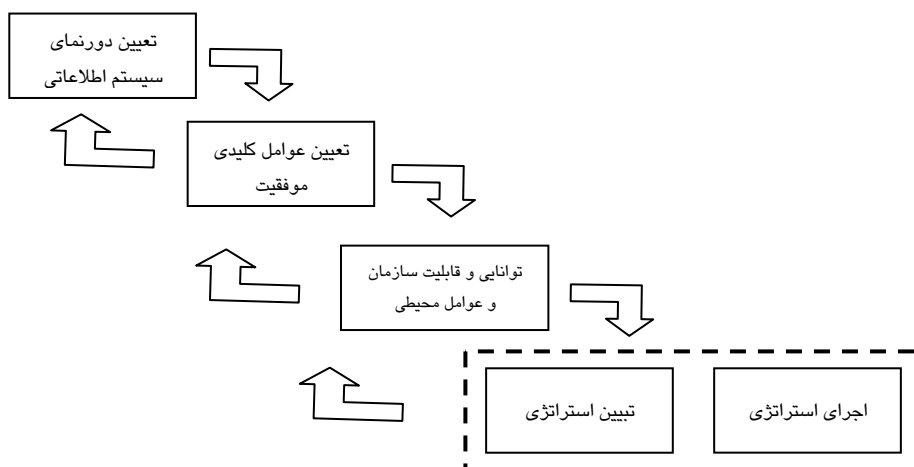 تعیین دورنمای
سیستم اطلاعاتی
تعیین عوامل کلیدی
موفقیت
توانایی و قابلیت سازمان
و عوامل محیطی
تبیین استراتژی
اجرای استراتژی